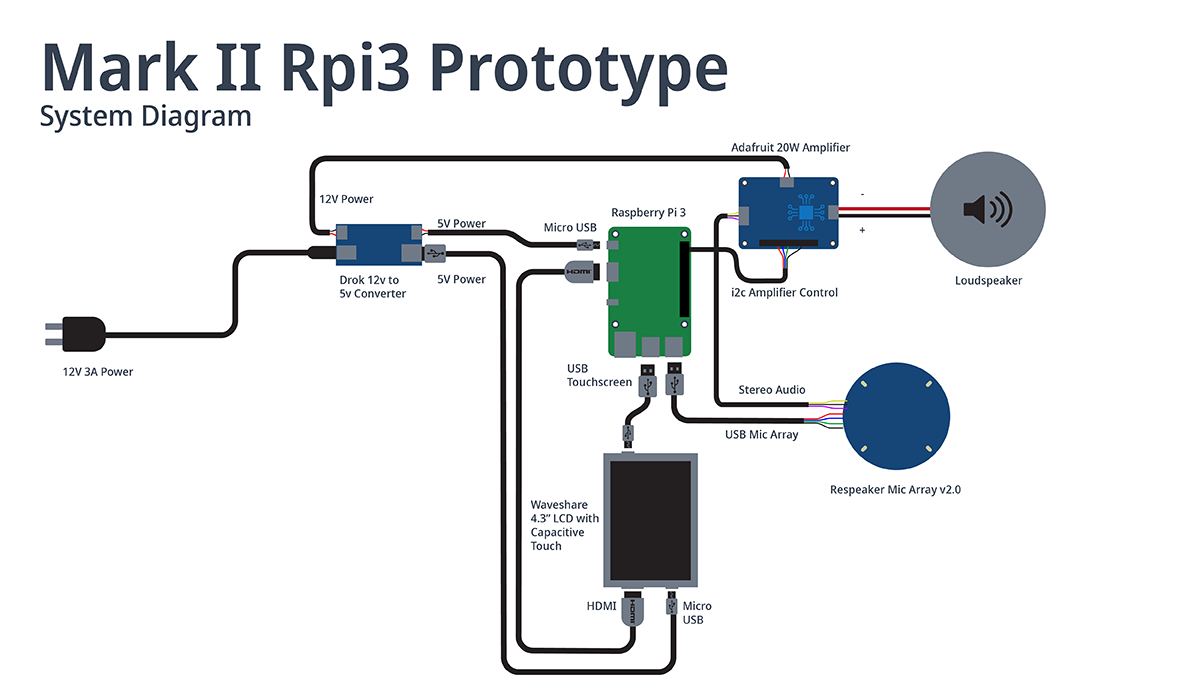 Mark II Rpi3 Prototype
System Diagram
Adafruit 20W Amplifier
12V Power
-
5V Power
Micro USB
Raspberry Pi 3
+
HDMI
5V Power
Drok 12v to
5v Converter
i2c Amplifier Control
Loudspeaker
12V 3A Power
USB
Touchscreen
Stereo Audio
USB Mic Array
Respeaker Mic Array v2.0
Waveshare
4.3” LCD with
Capacitive
Touch
HDMI
HDMI
Micro
USB